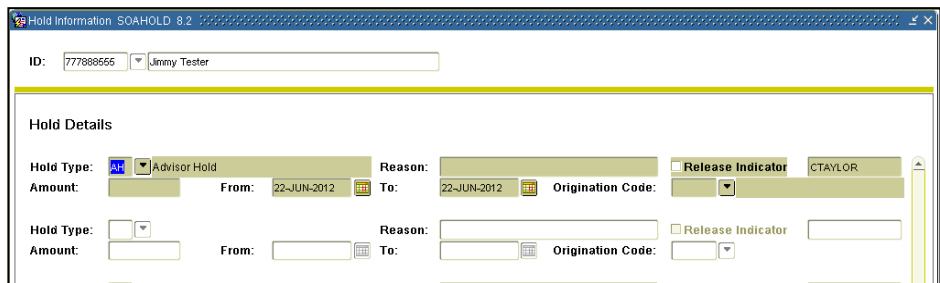 Hold Information SOAHOLD 8.2
ID: 777888555 Jimmy Tester
Hold Details
Hold Type: AH Advisor Hold Reason: Release Indicator CTAYLOR
Amount: From: 22-JUN-2012 To: 22-JUN-2012 Origination Code:
Hold Type: Reason: Release Indicator
Amount: From: To: Origination Code: